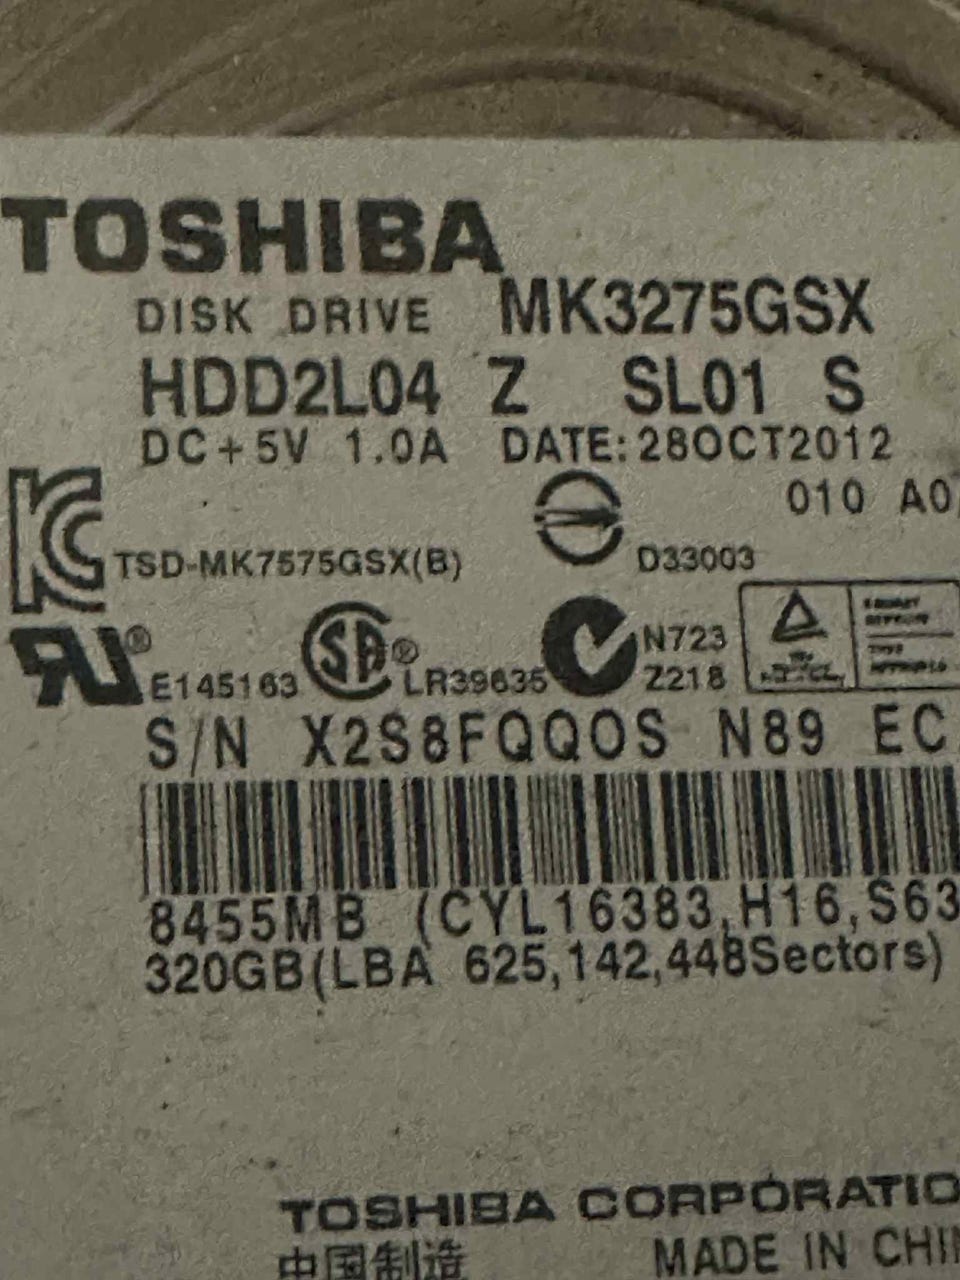 TOSHIBA
DISK DRIVE MK3275GSX
HDD2L04 Z SL01 S
DC+5V 1.0A DATE:28OCT2012
010 A0
TSD-MK7575GSX(B) D33003
E145163 LR39635 N723
Z218
S/N X2S8FQQOS N89 EC
8455MB (CYL16383,H16,S63
320GB(LBA 625,142,448Sectors)
TOSHIBA CORPORATIO
中国制造 MADE IN CHI